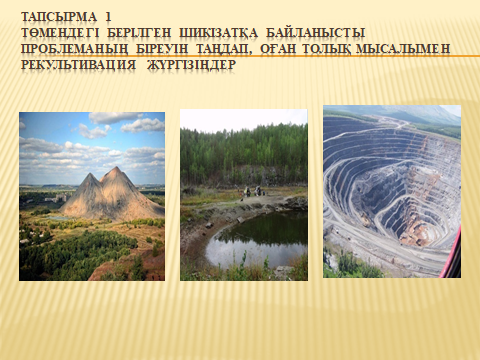 ТАПСЫРМА 1
ТӨМЕНДЕГІ БЕРІЛГЕН ШИКІЗАТҚА БАЙЛАНЫСТЫ
ПРОБЛЕМАНЫҢ БІРЕУІН ТАҢДАП, ОҒАН ТОЛЫҚ МЫСАЛЫМЕН
РЕКУЛЬТИВАЦИЯ ЖҮРГІЗІҢДЕР